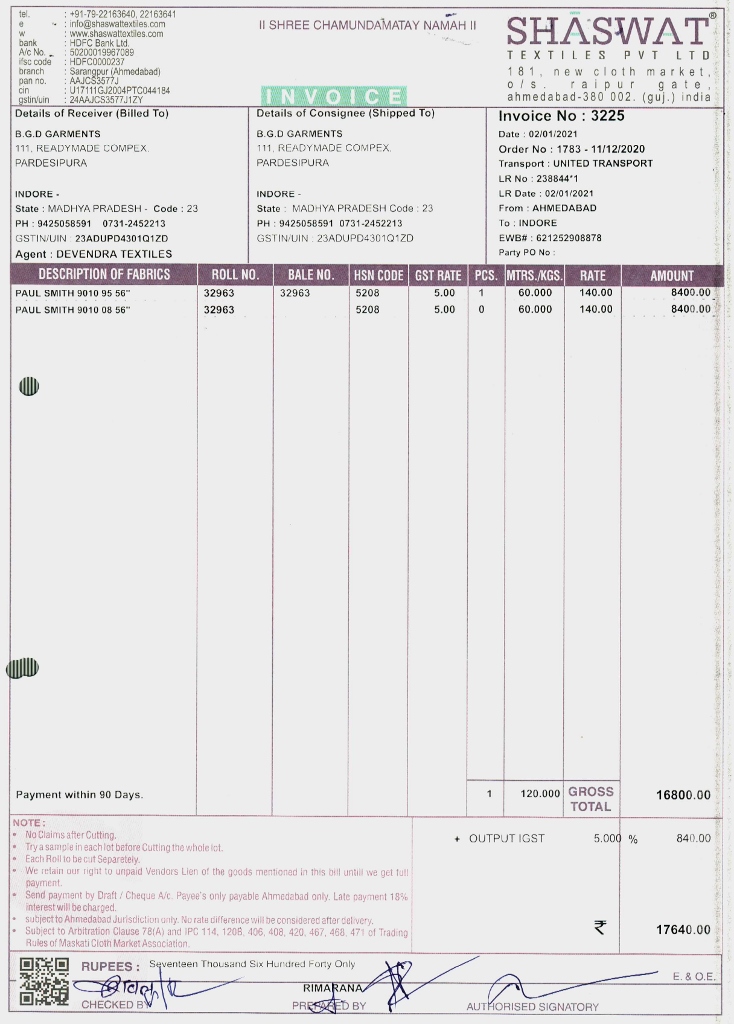 tel. : +91-79-22163640, 22163641
e : info@shaswattextiles.com
w : www.shaswattextiles.com
bank : HDFC Bank Ltd.
A/c No. : 50200019967089
ifsc code : HDFC0000237
branch : Sarangpur (Ahmedabad)
pan no. : AAJCS3577J
cin : U17111GJ2004PTC044184
gstin/uin : 24AAJCS3577J1ZY
II SHREE CHAMUNDAMATAY NAMAH II
INVOICE
SHASWAT®
TEXTILES PVT LTD
181, new cloth market,
o/s. raipur gate,
ahmedabad-380 002. (guj.) india
Details of Receiver (Billed To)
B.G.D GARMENTS
111, READYMADE COMPEX,
PARDESIPURA
INDORE -
State : MADHYA PRADESH - Code : 23
PH : 9425058591 0731-2452213
GSTIN/UIN : 23ADUPD4301Q1ZD
Agent : DEVENDRA TEXTILES
Details of Consignee (Shipped To)
B.G.D GARMENTS
111, READYMADE COMPEX,
PARDESIPURA
INDORE -
State : MADHYA PRADESH Code : 23
PH : 9425058591 0731-2452213
GSTIN/UIN : 23ADUPD4301Q1ZD
Invoice No : 3225
Date : 02/01/2021
Order No : 1783 - 11/12/2020
Transport : UNITED TRANSPORT
LR No : 238844*1
LR Date : 02/01/2021
From : AHMEDABAD
To : INDORE
EWB# : 621252908878
Party PO No :
DESCRIPTION OF FABRICS ROLL NO. BALE NO. HSN CODE GST RATE PCS. MTRS./KGS. RATE AMOUNT
PAUL SMITH 9010 95 56" 32963 32963 5208 5.00 1 60.000 140.00 8400.00
PAUL SMITH 9010 08 56" 32963 5208 5.00 0 60.000 140.00 8400.00
Payment within 90 Days. 1 120.000 GROSS TOTAL 16800.00
NOTE :
• No Claims after Cutting.
• Try a sample in each lot before Cutting the whole lot.
• Each Roll to be cut Separately.
• We retain our right to unpaid Vendors Lien of the goods mentioned in this bill untill we get full
payment.
• Send payment by Draft / Cheque A/c. Payee's only payable Ahmedabad only. Late payment 18%
interest will be charged.
• subject to Ahmedabad Jurisdiction only. No rate difference will be considered after delivery.
• Subject to Arbitration Clause 78(A) and IPC 114, 1208, 406, 408, 420, 467, 468, 471 of Trading
Rules of Maskati Cloth Market Association.
+ OUTPUT IGST 5.000 % 840.00
₹ 17640.00
RUPEES : Seventeen Thousand Six Hundred Forty Only
E. & O.E.
RIMARANA
CHECKED BY PREPARED BY AUTHORISED SIGNATORY